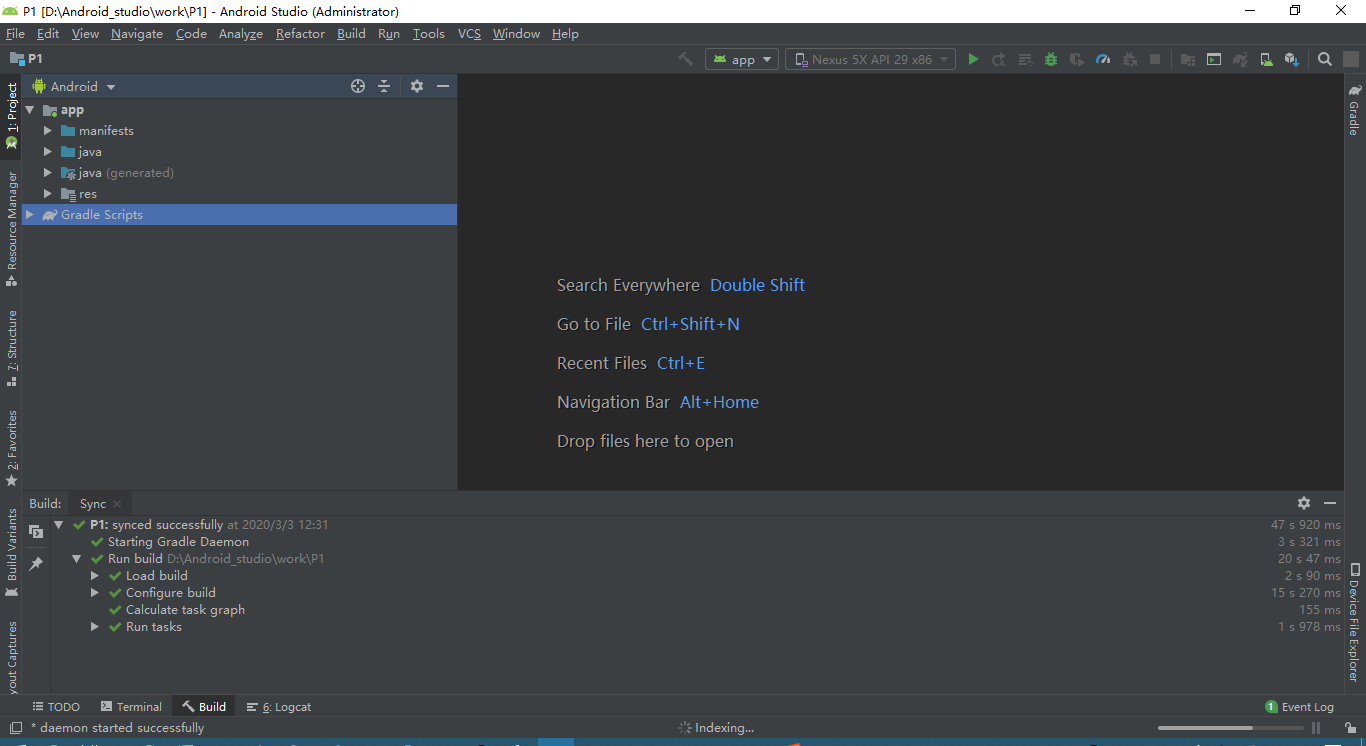 P1 [D:\Android_studio\work\P1] - Android Studio (Administrator)
File Edit View Navigate Code Analyze Refactor Build Run Tools VCS Window Help
P1 app Nexus 5X API 29 x86
1: Project
Resource Manager
7: Structure
2: Favorites
Build Variants
yout Captures
Android
app
manifests
java
java (generated)
res
Gradle Scripts
Search Everywhere Double Shift
Go to File Ctrl+Shift+N
Recent Files Ctrl+E
Navigation Bar Alt+Home
Drop files here to open
Gradle
Device File Explorer
Build: Sync
P1: synced successfully at 2020/3/3 12:31 47 s 920 ms
Starting Gradle Daemon 3 s 321 ms
Run build D:\Android_studio\work\P1 20 s 47 ms
Load build 2 s 90 ms
Configure build 15 s 270 ms
Calculate task graph 155 ms
Run tasks 1 s 978 ms
TODO Terminal Build 6: Logcat 1 Event Log
* daemon started successfully Indexing...